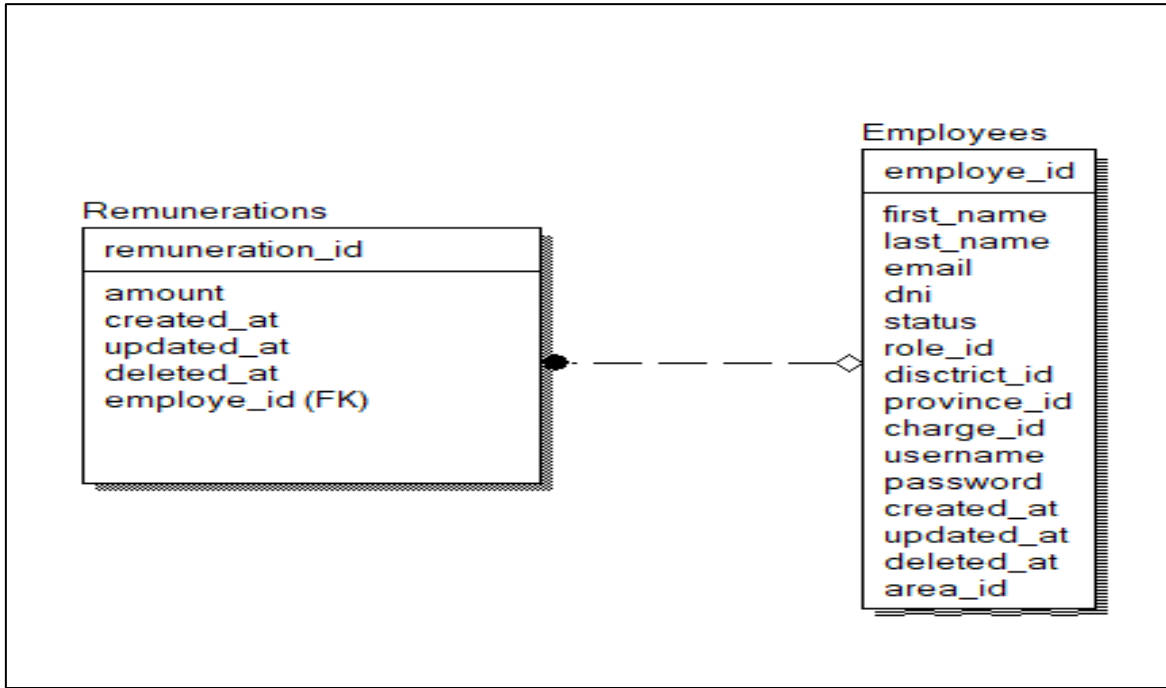 Remunerations
remuneration_id
amount
created_at
updated_at
deleted_at
employe_id (FK)
Employees
employe_id
first_name
last_name
email
dni
status
role_id
disctrict_id
province_id
charge_id
username
password
created_at
updated_at
deleted_at
area_id